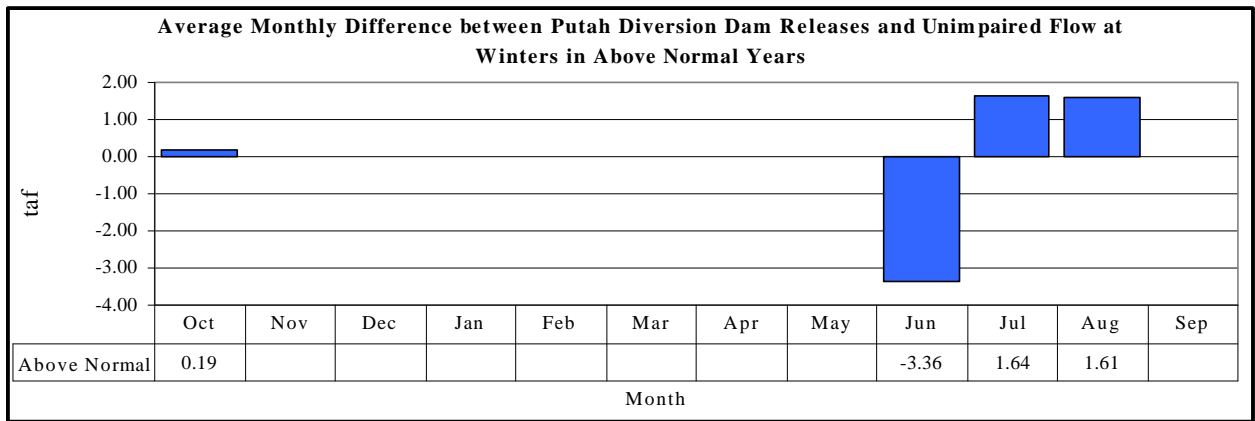 Average Monthly Difference between Putah Diversion Dam Releases and Unimpaired Flow at
Winters in Above Normal Years
2.00
1.00
0.00
-1.00
-2.00
-3.00
-4.00
taf
Oct Nov Dec Jan Feb Mar Apr May Jun Jul Aug Sep
Above Normal 0.19 -3.36 1.64 1.61
Month